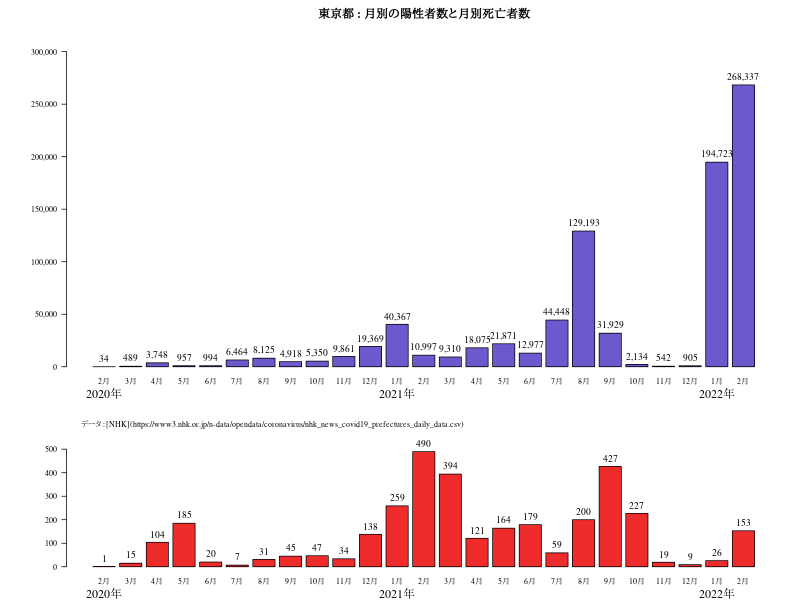 東京都：月別の陽性者数と月別死亡者数
300,000
250,000
200,000
150,000
100,000
50,000
0
34 489 3,748 957 994 6,464 8,125 4,918 5,350 9,861 19,369 40,367 10,997 9,310 18,075 21,871 12,977 44,448 129,193 31,929 2,134 542 905 194,723 268,337
2月 3月 4月 5月 6月 7月 8月 9月 10月 11月 12月 1月 2月 3月 4月 5月 6月 7月 8月 9月 10月 11月 12月 1月 2月
2020年 2021年 2022年
データ：[NHK](https://www3.nhk.or.jp/n-data/opendata/coronavirus/nhk_news_covid19_prefectures_daily_data.csv)
500
400
300
200
100
0
1 15 104 185 20 7 31 45 47 34 138 259 490 394 121 164 179 59 200 427 227 19 9 26 153
2月 3月 4月 5月 6月 7月 8月 9月 10月 11月 12月 1月 2月 3月 4月 5月 6月 7月 8月 9月 10月 11月 12月 1月 2月
2020年 2021年 2022年